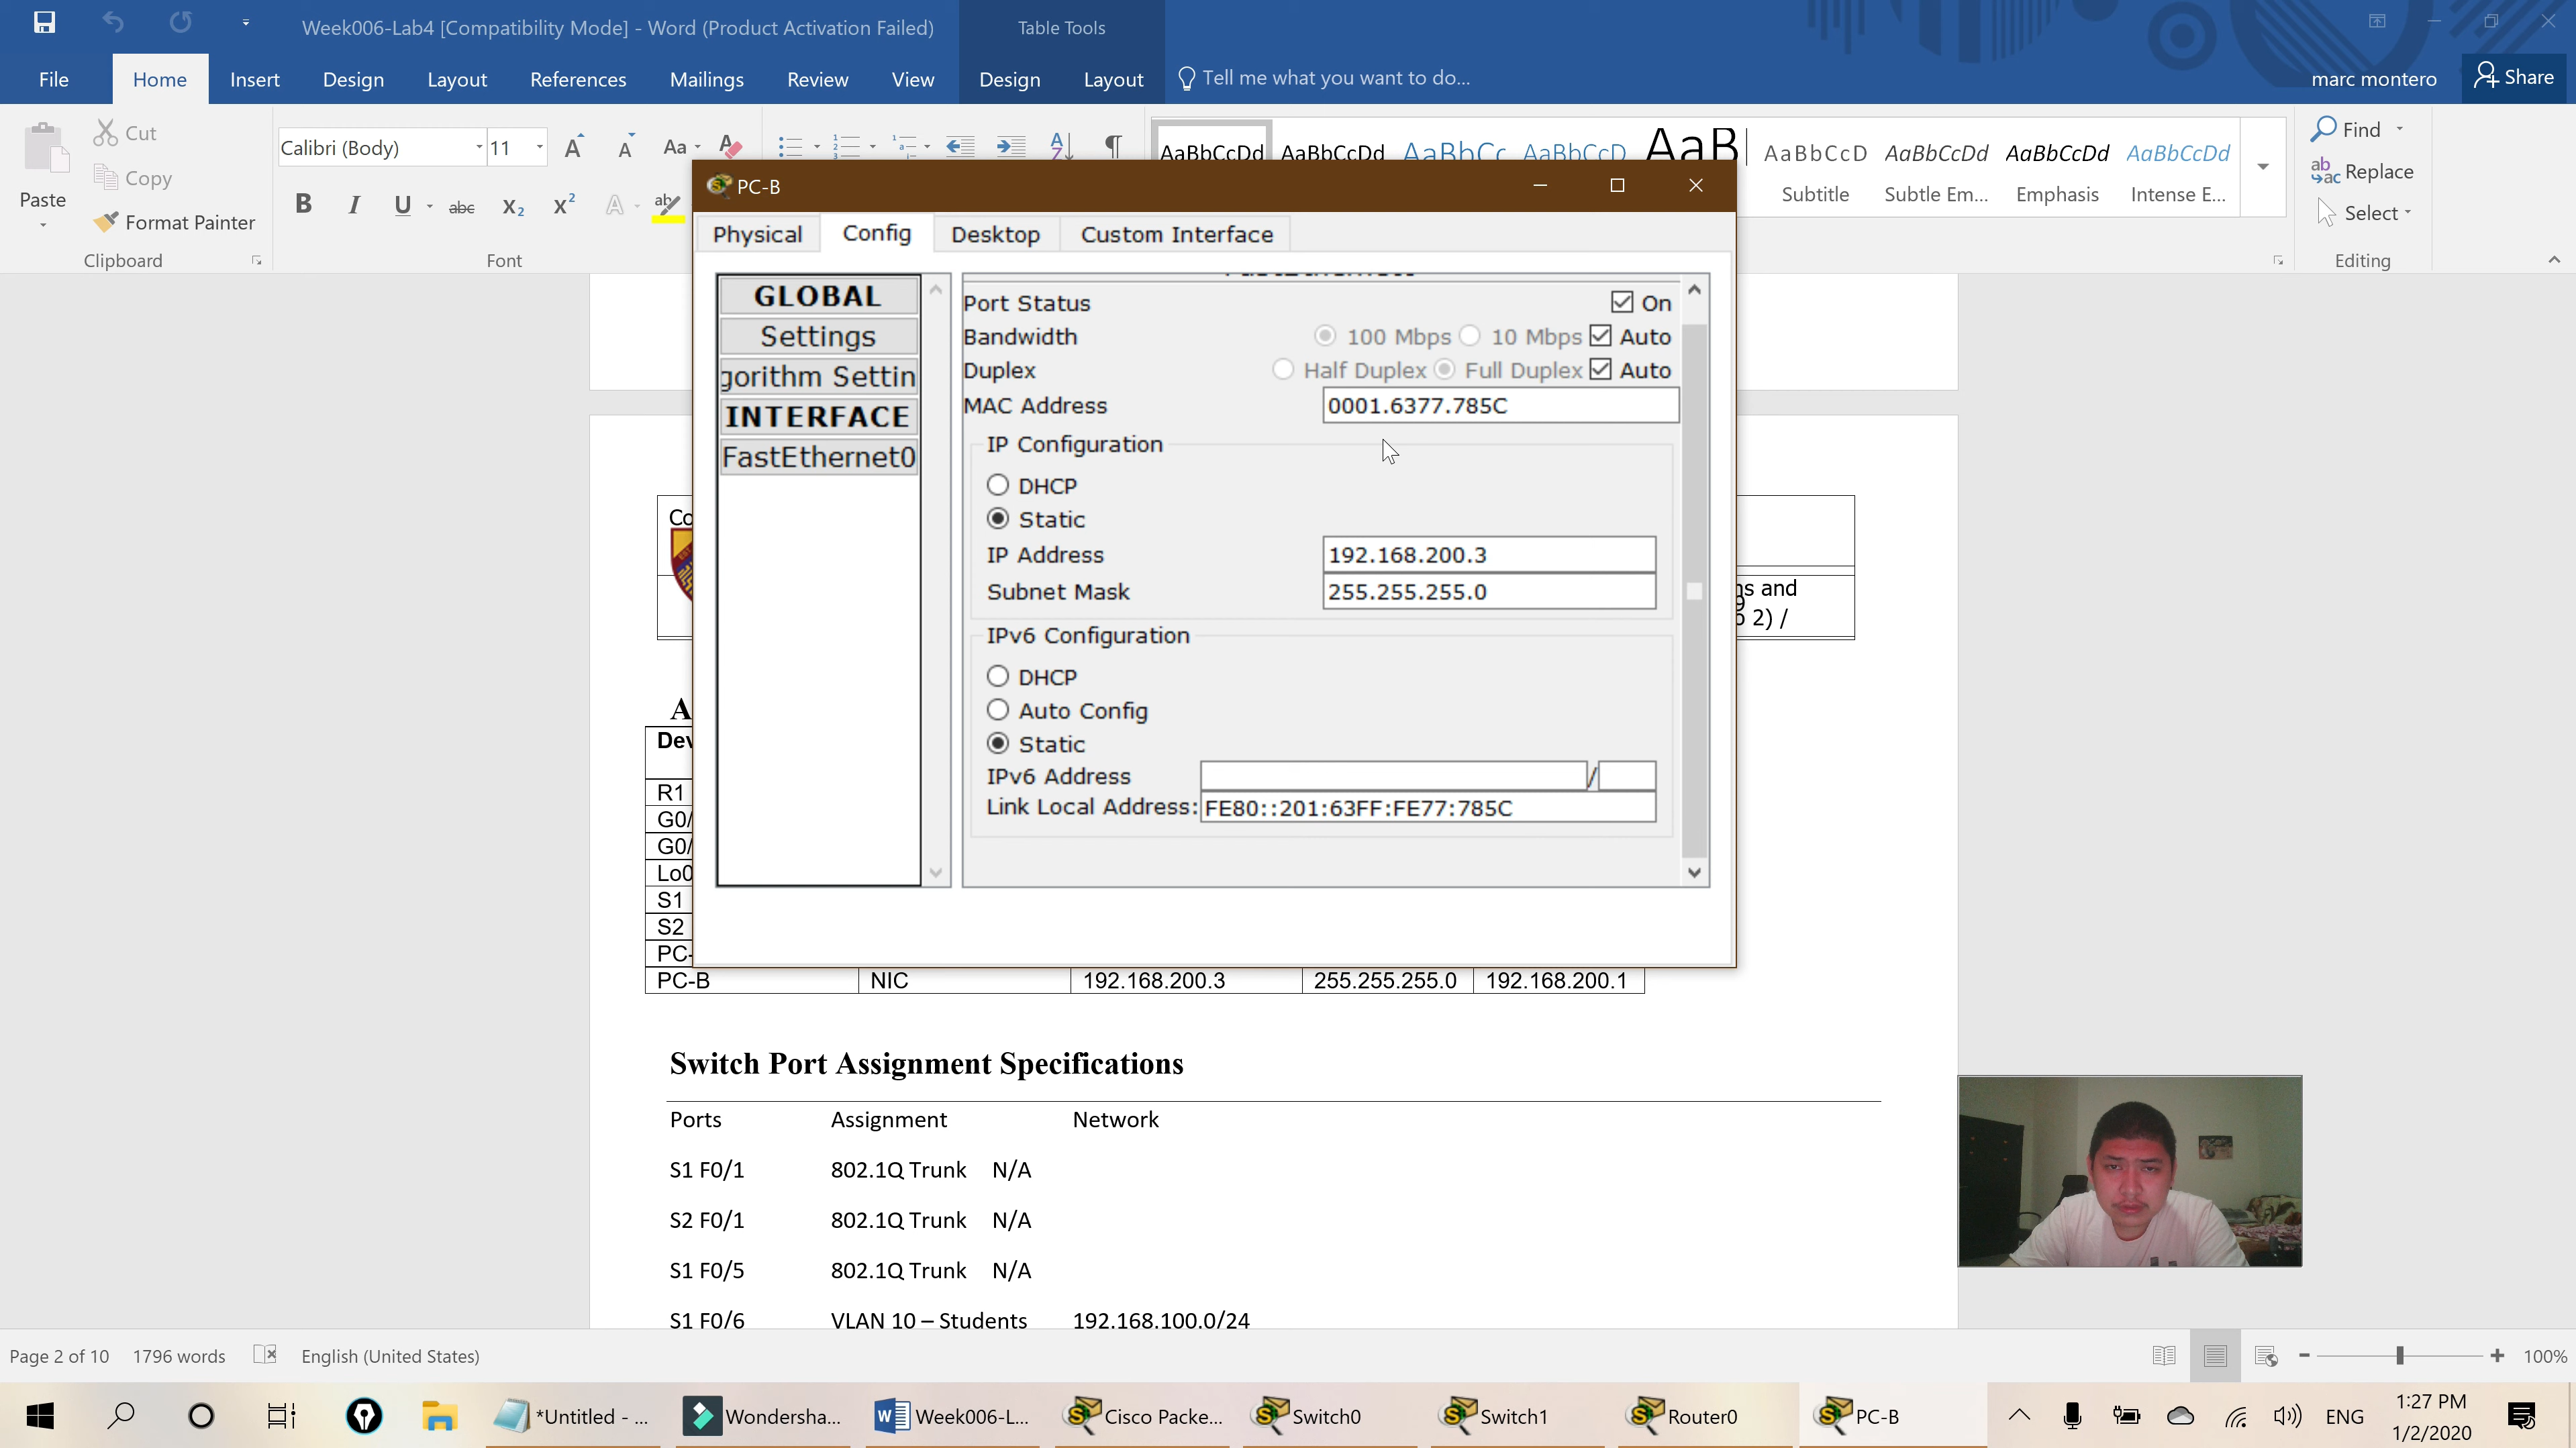 Week006-Lab4 [Compatibility Mode] - Word (Product Activation Failed)
Table Tools
File Home Insert Design Layout References Mailings Review View Design Layout Tell me what you want to do...
marc montero Share
Paste
Cut
Copy
Format Painter
Clipboard
Calibri (Body) 11
Font
AaBbCcDd AaBbCcDd AaBbCc AaBbCcD AaB AaBbCcD AaBbCcDd AaBbCcDd AaBbCcDd
Subtitle Subtle Em... Emphasis Intense E...
Find
Replace
Select
Editing
PC-B
Physical Config Desktop Custom Interface
GLOBAL
Settings
gorithm Settin
INTERFACE
FastEthernet0
Port Status On
Bandwidth 100 Mbps 10 Mbps Auto
Duplex Half Duplex Full Duplex Auto
MAC Address 0001.6377.785C
IP Configuration
DHCP
Static
IP Address 192.168.200.3
Subnet Mask 255.255.255.0
IPv6 Configuration
DHCP
Auto Config
Static
IPv6 Address /
Link Local Address: FE80::201:63FF:FE77:785C
Co
ns and
2) /
A
Dev
R1
G0/
G0/
Lo0
S1
S2
PC-
PC-B NIC 192.168.200.3 255.255.255.0 192.168.200.1
Switch Port Assignment Specifications
Ports Assignment Network
S1 F0/1 802.1Q Trunk N/A
S2 F0/1 802.1Q Trunk N/A
S1 F0/5 802.1Q Trunk N/A
S1 F0/6 VLAN 10 – Students 192.168.100.0/24
Page 2 of 10 1796 words English (United States) 100%
*Untitled - ... Wondersha... Week006-L... Cisco Packe... Switch0 Switch1 Router0 PC-B ENG 1:27 PM
1/2/2020